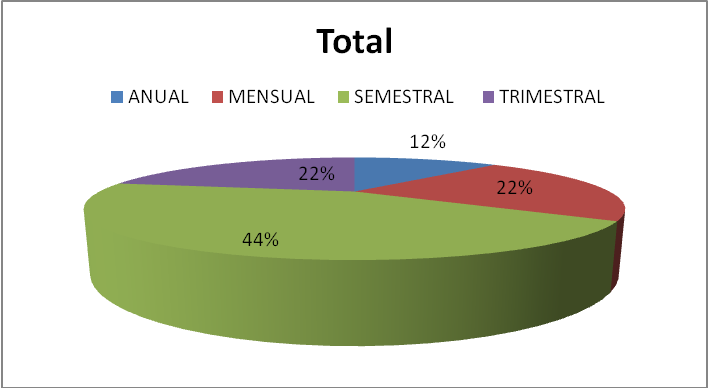 Total
ANUAL MENSUAL SEMESTRAL TRIMESTRAL
12%
22% 22%
44%